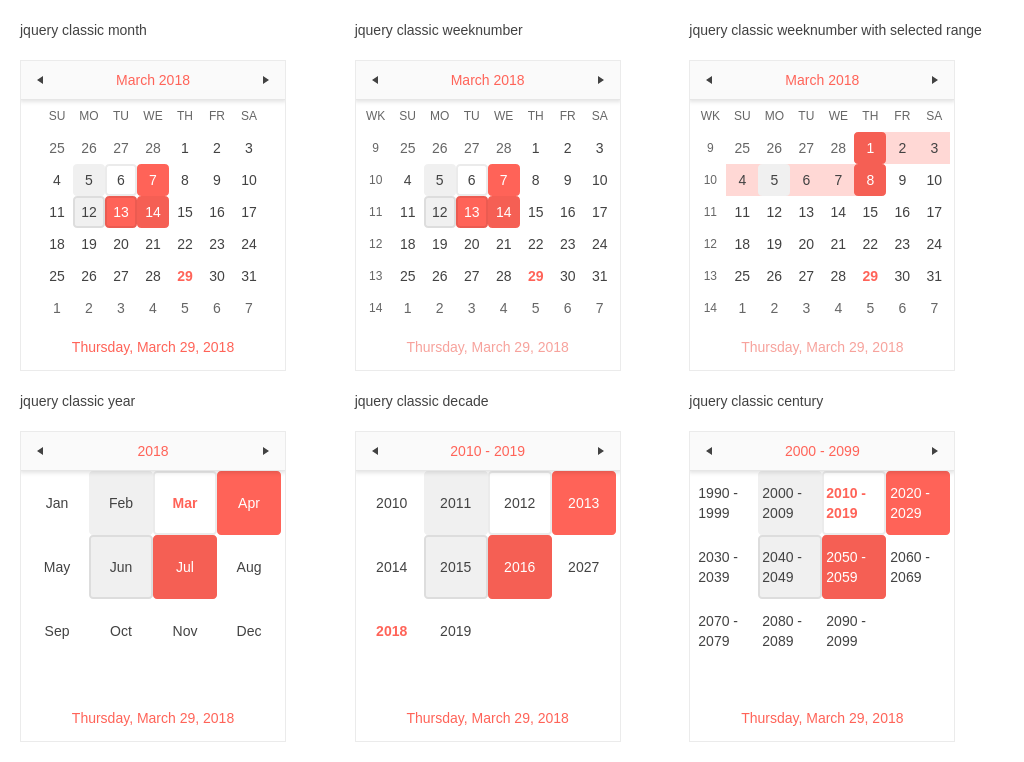 jquery classic month
March 2018
SU MO TU WE TH FR SA
25 26 27 28 1 2 3
4 5 6 7 8 9 10
11 12 13 14 15 16 17
18 19 20 21 22 23 24
25 26 27 28 29 30 31
1 2 3 4 5 6 7
Thursday, March 29, 2018
jquery classic weeknumber
March 2018
WK SU MO TU WE TH FR SA
9 25 26 27 28 1 2 3
10 4 5 6 7 8 9 10
11 11 12 13 14 15 16 17
12 18 19 20 21 22 23 24
13 25 26 27 28 29 30 31
14 1 2 3 4 5 6 7
Thursday, March 29, 2018
jquery classic weeknumber with selected range
March 2018
WK SU MO TU WE TH FR SA
9 25 26 27 28 1 2 3
10 4 5 6 7 8 9 10
11 11 12 13 14 15 16 17
12 18 19 20 21 22 23 24
13 25 26 27 28 29 30 31
14 1 2 3 4 5 6 7
Thursday, March 29, 2018
jquery classic year
2018
Jan Feb Mar Apr
May Jun Jul Aug
Sep Oct Nov Dec
Thursday, March 29, 2018
jquery classic decade
2010 - 2019
2010 2011 2012 2013
2014 2015 2016 2027
2018 2019
Thursday, March 29, 2018
jquery classic century
2000 - 2099
1990 - 2000 - 2010 - 2020 -
1999 2009 2019 2029
2030 - 2040 - 2050 - 2060 -
2039 2049 2059 2069
2070 - 2080 - 2090 -
2079 2089 2099
Thursday, March 29, 2018